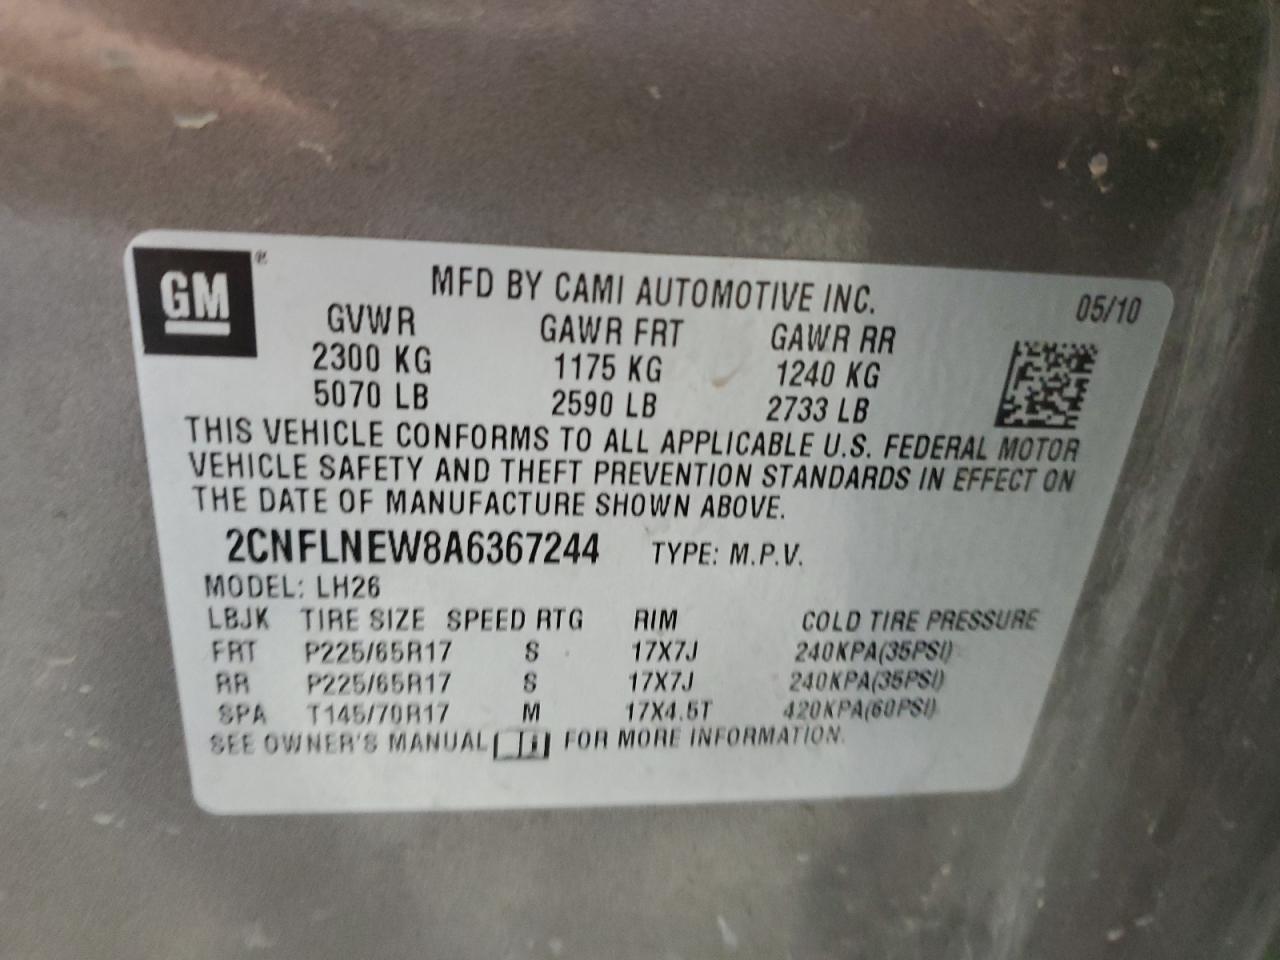 GM ®
MFD BY CAMI AUTOMOTIVE INC. 05/10
GVWR GAWR FRT GAWR RR
2300 KG 1175 KG 1240 KG
5070 LB 2590 LB 2733 LB
THIS VEHICLE CONFORMS TO ALL APPLICABLE U.S. FEDERAL MOTOR
VEHICLE SAFETY AND THEFT PREVENTION STANDARDS IN EFFECT ON
THE DATE OF MANUFACTURE SHOWN ABOVE.
2CNFLNEW8A6367244 TYPE: M.P.V.
MODEL: LH26
LBJK TIRE SIZE SPEED RTG RIM COLD TIRE PRESSURE
FRT P225/65R17 S 17X7J 240KPA(35PSI)
RR P225/65R17 S 17X7J 240KPA(35PSI)
SPA T145/70R17 M 17X4.5T 420KPA(60PSI)
SEE OWNER'S MANUAL FOR MORE INFORMATION.